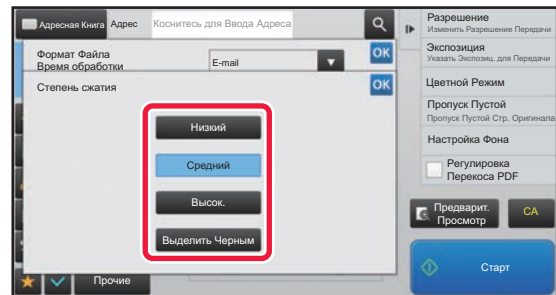 Адресная Книга
Адрес
Коснитесь для Ввода Адреса
Формат Файла
Время обработки
E-mail
OK
Степень сжатия
OK
Низкий
Средний
Высок.
Выделить Черным
Прочие
Разрешение
Изменить Разрешение Передачи
Экспозиция
Указать Экспозиц. для Передачи
Цветной Режим
Пропуск Пустой
Пропуск Пустой Стр. Оригинала
Настройка Фона
Регулировка
Перекоса PDF
Предварит.
Просмотр
CA
Старт